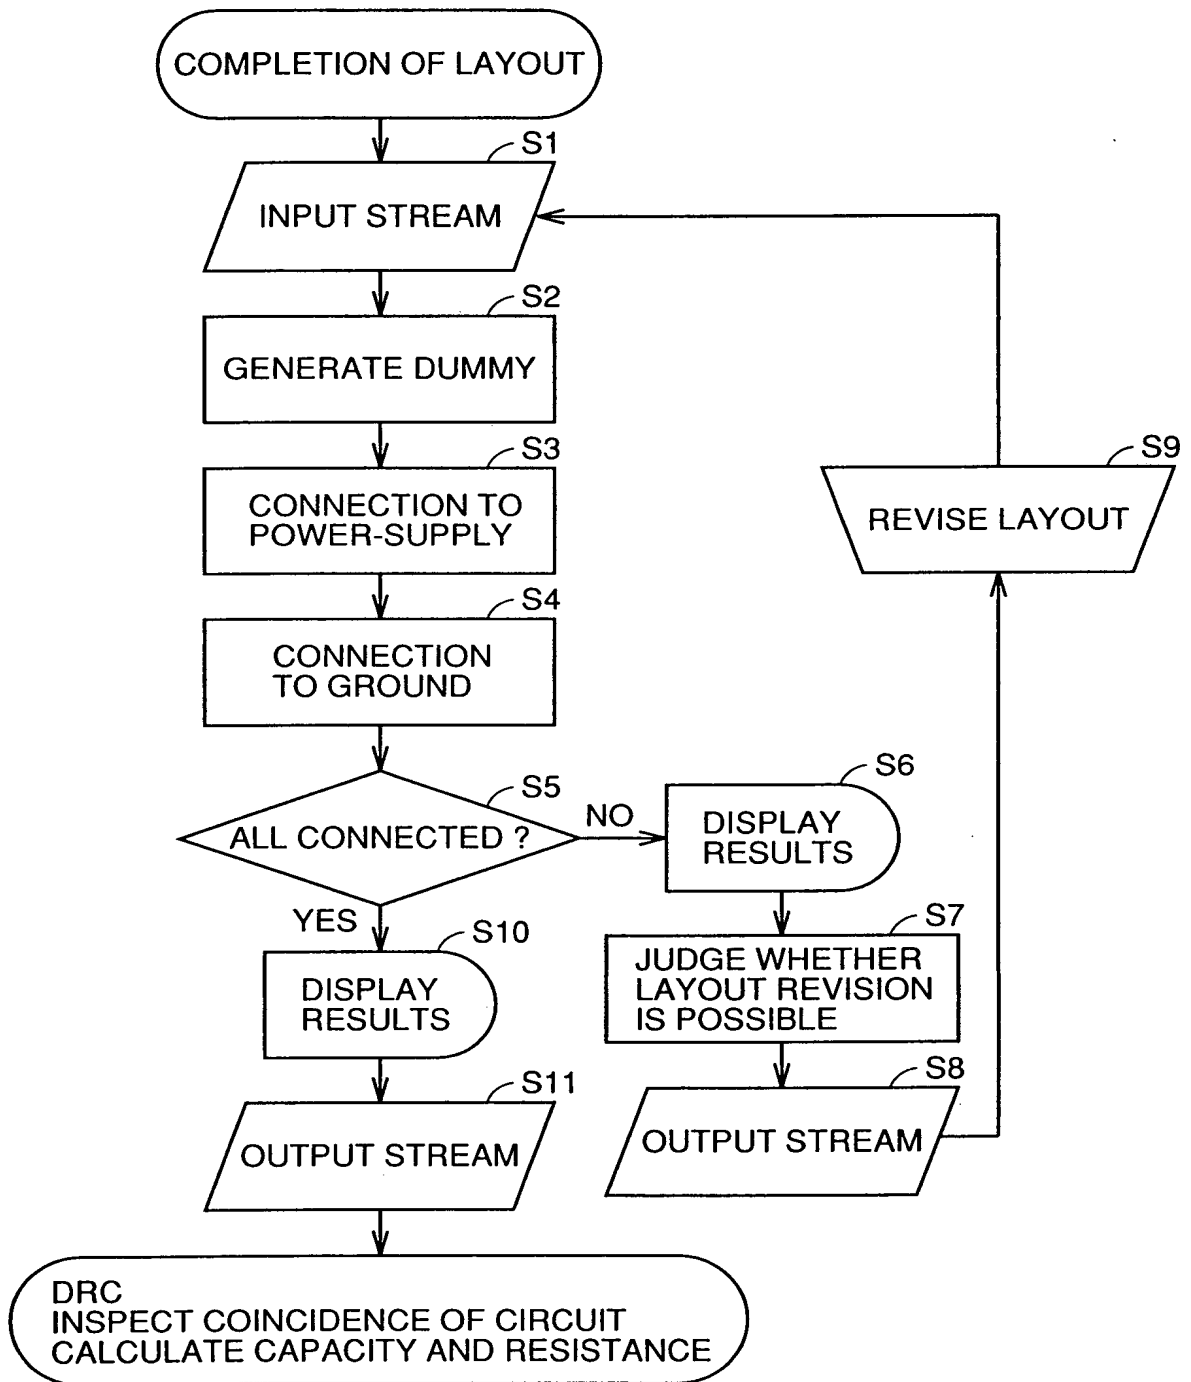 COMPLETION OF LAYOUT
S1
INPUT STREAM
S2
GENERATE DUMMY
S3
CONNECTION TO
POWER-SUPPLY
S4
CONNECTION
TO GROUND
S5
ALL CONNECTED ?
NO
YES
S6
DISPLAY
RESULTS
S7
JUDGE WHETHER
LAYOUT REVISION
IS POSSIBLE
S8
OUTPUT STREAM
S9
REVISE LAYOUT
S10
DISPLAY
RESULTS
S11
OUTPUT STREAM
DRC
INSPECT COINCIDENCE OF CIRCUIT
CALCULATE CAPACITY AND RESISTANCE